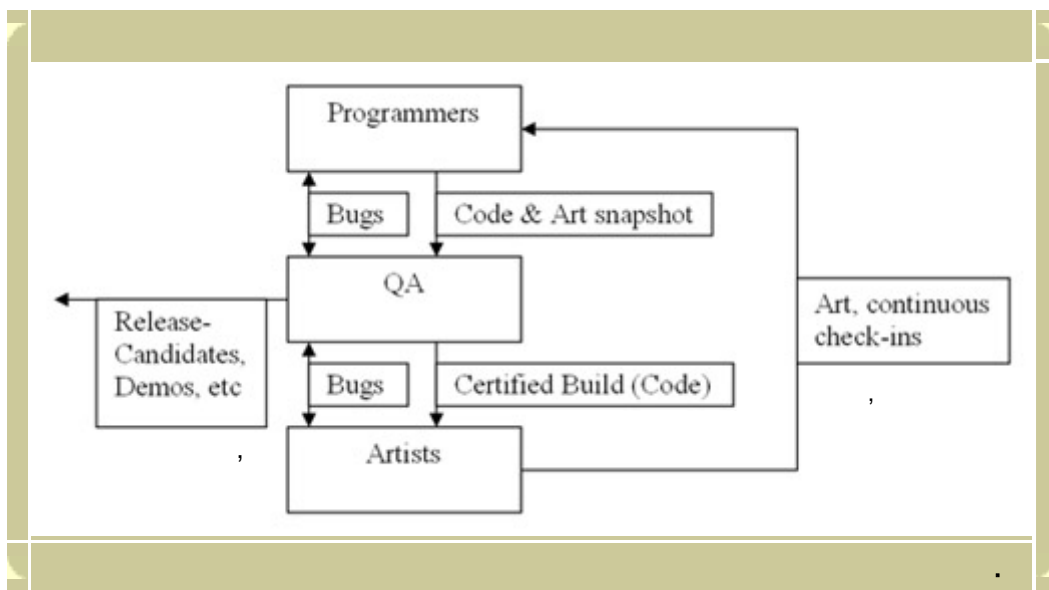 Programmers
Bugs
Code & Art snapshot
QA
Release-
Candidates,
Demos, etc
Art, continuous
check-ins
Bugs
Certified Build (Code)
,
Artists
,
.